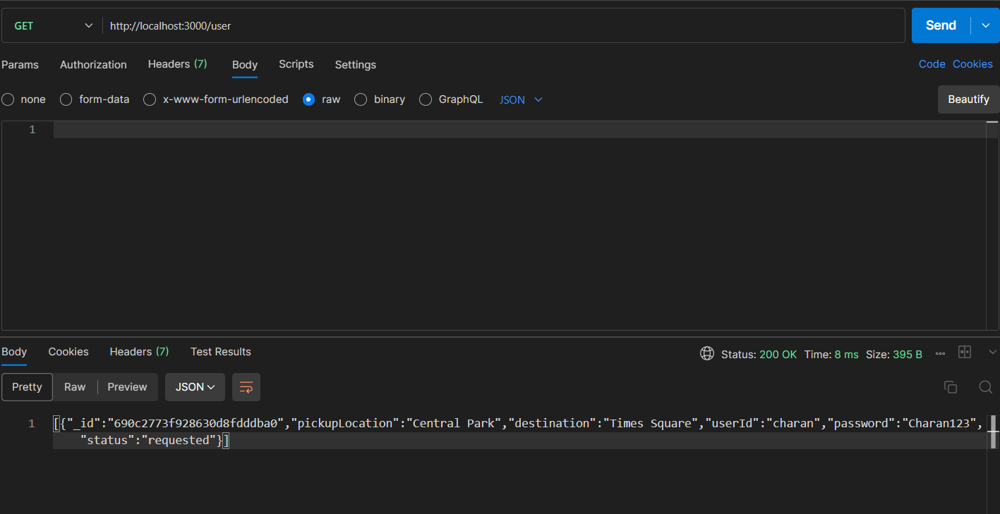 GET http://localhost:3000/user Send
Params Authorization Headers (7) Body Scripts Settings Code Cookies
none form-data x-www-form-urlencoded raw binary GraphQL JSON Beautify
1
Body Cookies Headers (7) Test Results Status: 200 OK Time: 8 ms Size: 395 B
Pretty Raw Preview JSON
1 [{"_id":"690c2773f928630d8fdddba0","pickupLocation":"Central Park","destination":"Times Square","userId":"charan","password":"Charan123",
"status":"requested"}]